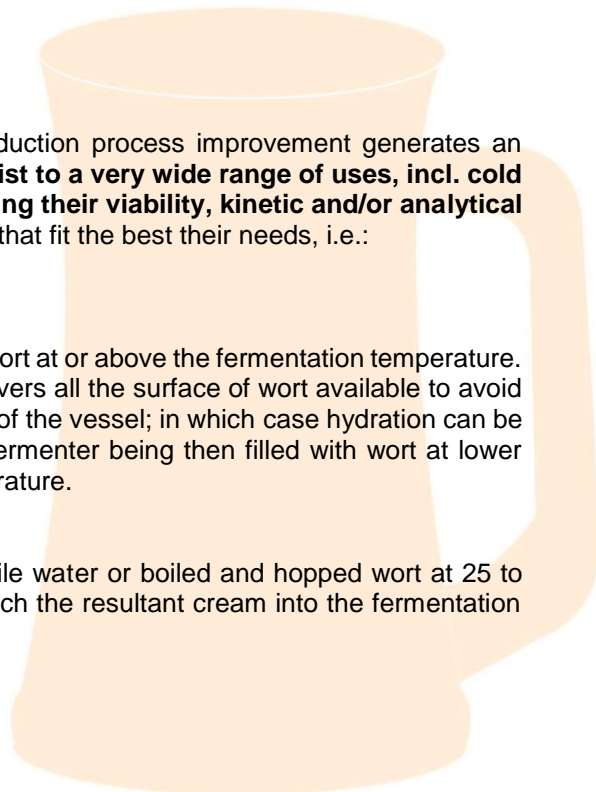 duction process improvement generates an
ist to a very wide range of uses, incl. cold
ng their viability, kinetic and/or analytical
that fit the best their needs, i.e.:
ort at or above the fermentation temperature.
vers all the surface of wort available to avoid
of the vessel; in which case hydration can be
ermenter being then filled with wort at lower
rature.
ile water or boiled and hopped wort at 25 to
ch the resultant cream into the fermentation